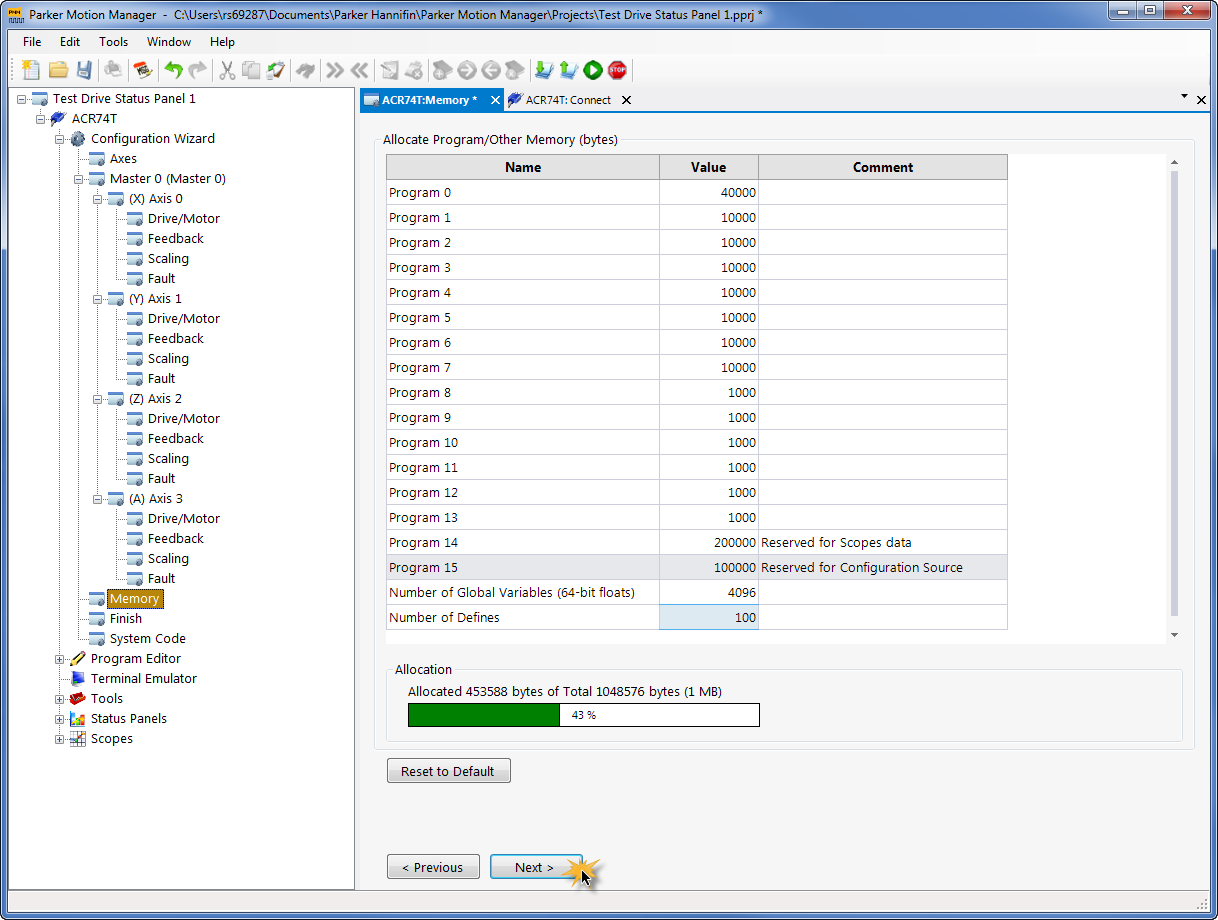 Parker Motion Manager - C:\Users\rs69287\Documents\Parker Hannifin\Parker Motion Manager\Projects\Test Drive Status Panel 1.pprj *
File Edit Tools Window Help
STOP
Test Drive Status Panel 1
ACR74T
Configuration Wizard
Axes
Master 0 (Master 0)
(X) Axis 0
Drive/Motor
Feedback
Scaling
Fault
(Y) Axis 1
Drive/Motor
Feedback
Scaling
Fault
(Z) Axis 2
Drive/Motor
Feedback
Scaling
Fault
(A) Axis 3
Drive/Motor
Feedback
Scaling
Fault
Memory
Finish
System Code
Program Editor
Terminal Emulator
Tools
Status Panels
Scopes
ACR74T:Memory * ACR74T: Connect
Allocate Program/Other Memory (bytes)
Name Value Comment
Program 0 40000
Program 1 10000
Program 2 10000
Program 3 10000
Program 4 10000
Program 5 10000
Program 6 10000
Program 7 10000
Program 8 1000
Program 9 1000
Program 10 1000
Program 11 1000
Program 12 1000
Program 13 1000
Program 14 200000 Reserved for Scopes data
Program 15 100000 Reserved for Configuration Source
Number of Global Variables (64-bit floats) 4096
Number of Defines 100
Allocation
Allocated 453588 bytes of Total 1048576 bytes (1 MB)
43 %
Reset to Default
< Previous Next >